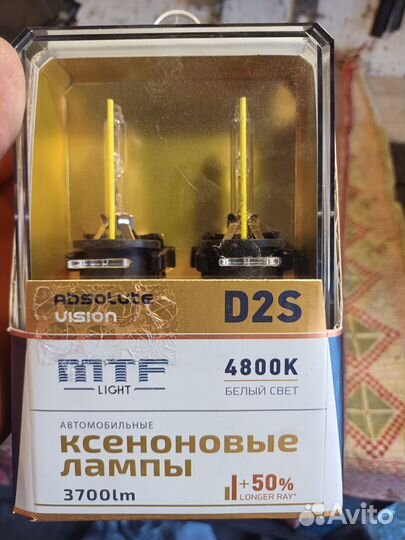 Absolute
Vision
D2S
MTF
LIGHT
4800K
БЕЛЫЙ СВЕТ
АВТОМОБИЛЬНЫЕ
КСЕНОНОВЫЕ
ЛАМПЫ
3700lm
+50%
LONGER RAY*
Avito